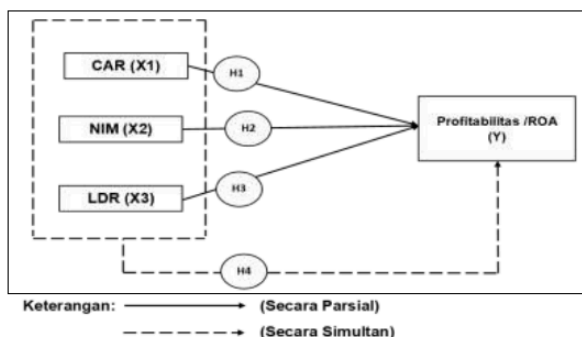 CAR (X1)
H1
NIM (X2)
H2
Profitabilitas /ROA
(Y)
LDR (X3)
H3
H4
Keterangan: (Secara Parsial)
(Secara Simultan)